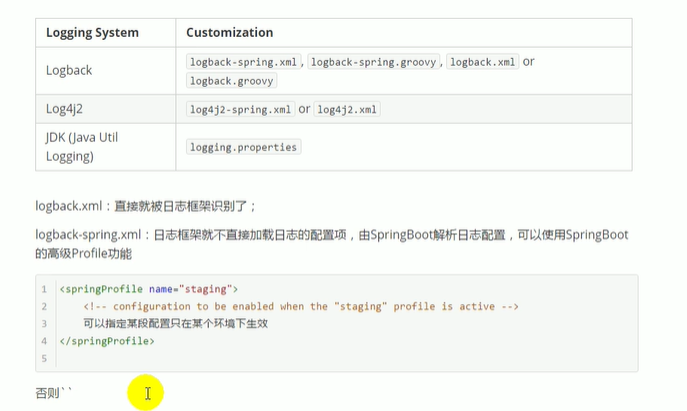 Logging System Customization
Logback
logback-spring.xml, logback-spring.groovy, logback.xml or
logback.groovy
Log4j2 log4j2-spring.xml or log4j2.xml
JDK (Java Util
Logging)
logging.properties
logback.xml：直接就被日志框架识别了；
logback-spring.xml：日志框架就不直接加载日志的配置项，由SpringBoot解析日志配置，可以使用SpringBoot
的高级Profile功能
1 <springProfile name="staging">
2 <!-- configuration to be enabled when the "staging" profile is active -->
3 可以指定某段配置只在某个环境下生效
4 </springProfile>
5
否则``